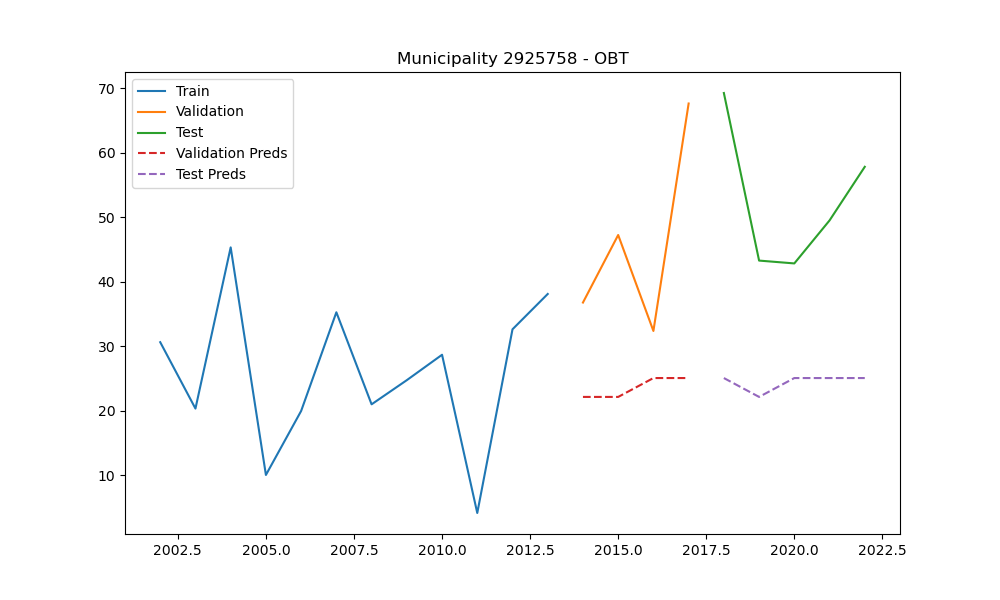 Municipality 2925758 - OBT
Train
Validation
Test
Validation Preds
Test Preds
70
60
50
40
30
20
10
2002.5 2005.0 2007.5 2010.0 2012.5 2015.0 2017.5 2020.0 2022.5